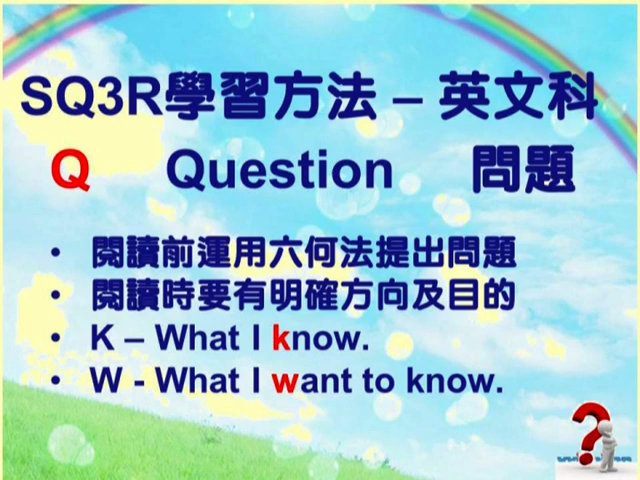 SQ3R學習方法 – 英文科
Q Question 問題
• 閱讀前運用六何法提出問題
• 閱讀時要有明確方向及目的
• K – What I know.
• W - What I want to know.